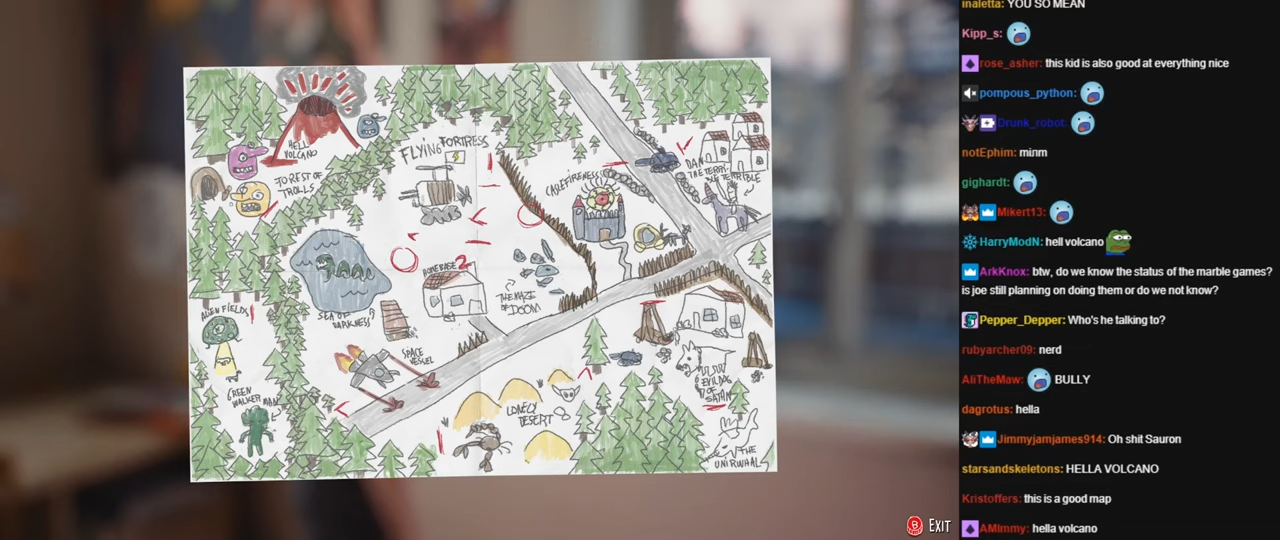 HELL
VOLCANO
FOREST OF
TROLLS
FLYING FORTRESS
CASTLE FIRENESS
DAN
THE TERRIBLE
HOMEBASE
2
THE MAZE
OF DOOM
SEA OF
DARKNESS
ALIEN FIELDS
SPACE
VESSEL
GREEN
WALKER MAN
LONELY
DESERT
EVIL DOG
OF SATAN
THE
UNIRWHAL
B Exit
inaletta: YOU SO MEAN
Kipp_s:
rose_asher: this kid is also good at everything nice
pompous_python:
Drunk_robot:
notEphim: minm
gighardt:
Mikert13:
HarryModN: hell volcano
ArkKnox: btw, do we know the status of the marble games?
is joe still planning on doing them or do we not know?
Pepper_Depper: Who's he talking to?
rubyarcher09: nerd
AliTheMaw: BULLY
dagrotus: hella
Jimmyjamjames914: Oh shit Sauron
starsandskeletons: HELLA VOLCANO
Kristoffers: this is a good map
AMImmy: hella volcano